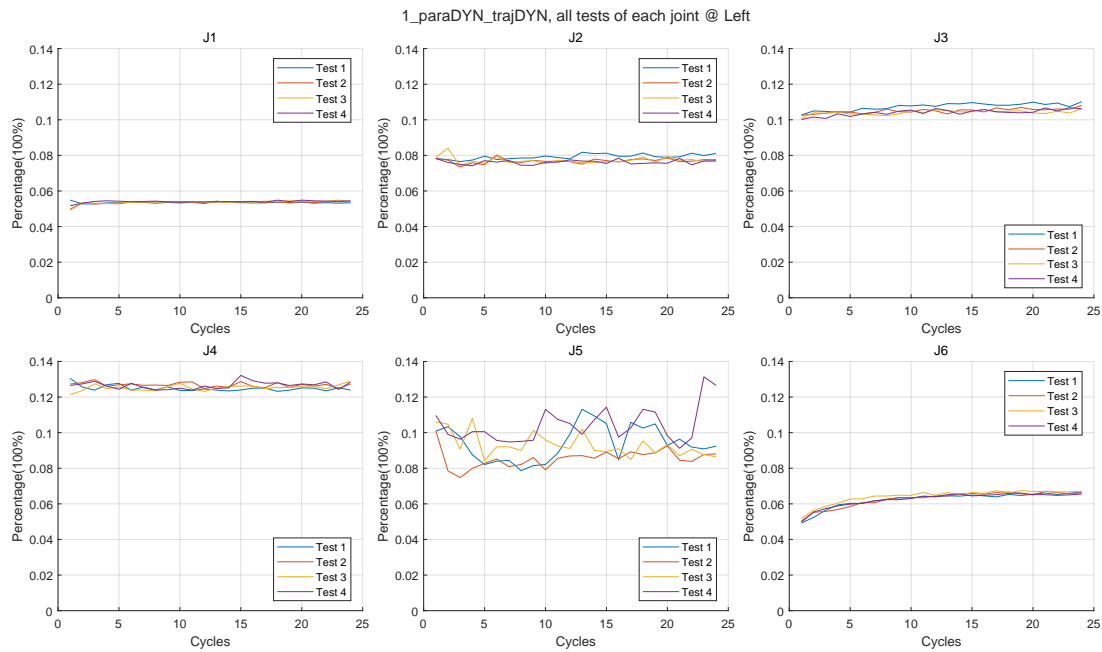 1_paraDYN_trajDYN, all tests of each joint @ Left
J1
Percentage(100%)
0.14
0.12
0.1
0.08
0.06
0.04
0.02
0
0 5 10 15 20 25
Cycles
Test 1
Test 2
Test 3
Test 4
J2
Percentage(100%)
0.14
0.12
0.1
0.08
0.06
0.04
0.02
0
0 5 10 15 20 25
Cycles
Test 1
Test 2
Test 3
Test 4
J3
Percentage(100%)
0.14
0.12
0.1
0.08
0.06
0.04
0.02
0
0 5 10 15 20 25
Cycles
Test 1
Test 2
Test 3
Test 4
J4
Percentage(100%)
0.14
0.12
0.1
0.08
0.06
0.04
0.02
0
0 5 10 15 20 25
Cycles
Test 1
Test 2
Test 3
Test 4
J5
Percentage(100%)
0.14
0.12
0.1
0.08
0.06
0.04
0.02
0
0 5 10 15 20 25
Cycles
Test 1
Test 2
Test 3
Test 4
J6
Percentage(100%)
0.14
0.12
0.1
0.08
0.06
0.04
0.02
0
0 5 10 15 20 25
Cycles
Test 1
Test 2
Test 3
Test 4